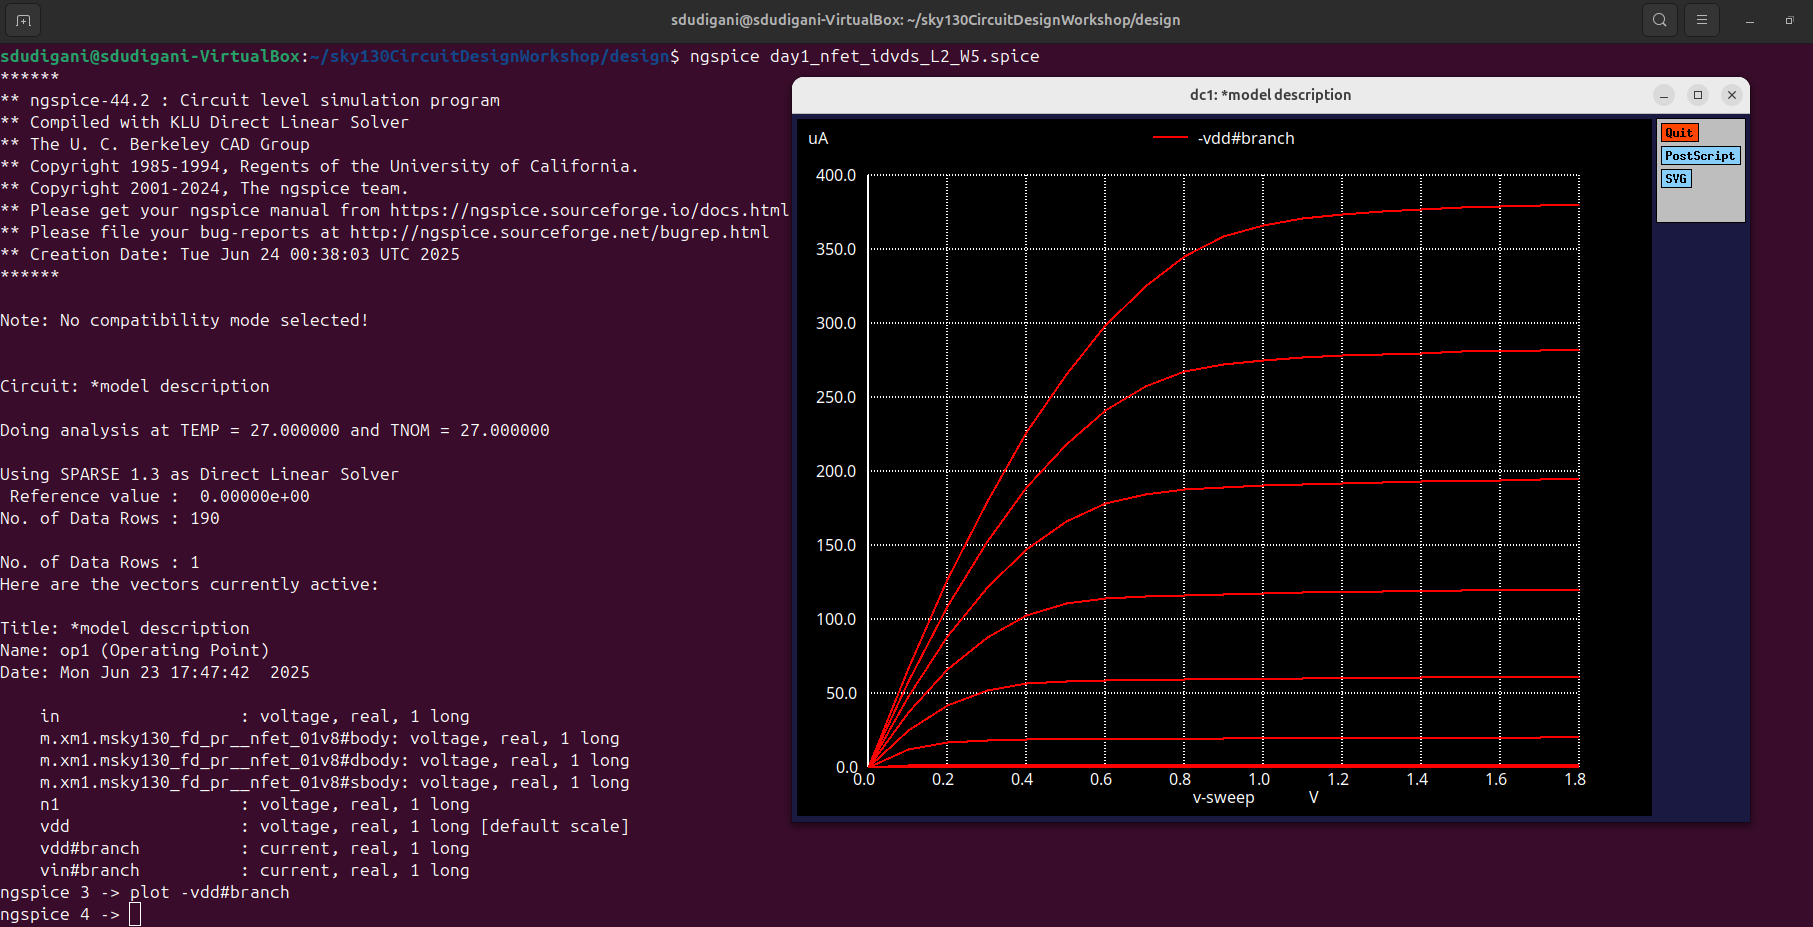 sdudigani@sdudigani-VirtualBox: ~/sky130CircuitDesignWorkshop/design
sdudigani@sdudigani-VirtualBox:~/sky130CircuitDesignWorkshop/design$ ngspice day1_nfet_idvds_L2_W5.spice
******
** ngspice-44.2 : Circuit level simulation program
** Compiled with KLU Direct Linear Solver
** The U. C. Berkeley CAD Group
** Copyright 1985-1994, Regents of the University of California.
** Copyright 2001-2024, The ngspice team.
** Please get your ngspice manual from https://ngspice.sourceforge.io/docs.html
** Please file your bug-reports at http://ngspice.sourceforge.net/bugrep.html
** Creation Date: Tue Jun 24 00:38:03 UTC 2025
******
Note: No compatibility mode selected!
Circuit: *model description
Doing analysis at TEMP = 27.000000 and TNOM = 27.000000
Using SPARSE 1.3 as Direct Linear Solver
Reference value :  0.00000e+00
No. of Data Rows : 190
No. of Data Rows : 1
Here are the vectors currently active:
Title: *model description
Name: op1 (Operating Point)
Date: Mon Jun 23 17:47:42  2025
in                  : voltage, real, 1 long
m.xm1.msky130_fd_pr__nfet_01v8#body: voltage, real, 1 long
m.xm1.msky130_fd_pr__nfet_01v8#dbody: voltage, real, 1 long
m.xm1.msky130_fd_pr__nfet_01v8#sbody: voltage, real, 1 long
n1                  : voltage, real, 1 long
vdd                 : voltage, real, 1 long [default scale]
vdd#branch          : current, real, 1 long
vin#branch          : current, real, 1 long
ngspice 3 -> plot -vdd#branch
ngspice 4 ->
dc1: *model description
uA
-vdd#branch
Quit
PostScript
SVG
400.0
350.0
300.0
250.0
200.0
150.0
100.0
50.0
0.0
0.0 0.2 0.4 0.6 0.8 1.0 1.2 1.4 1.6 1.8
v-sweep V